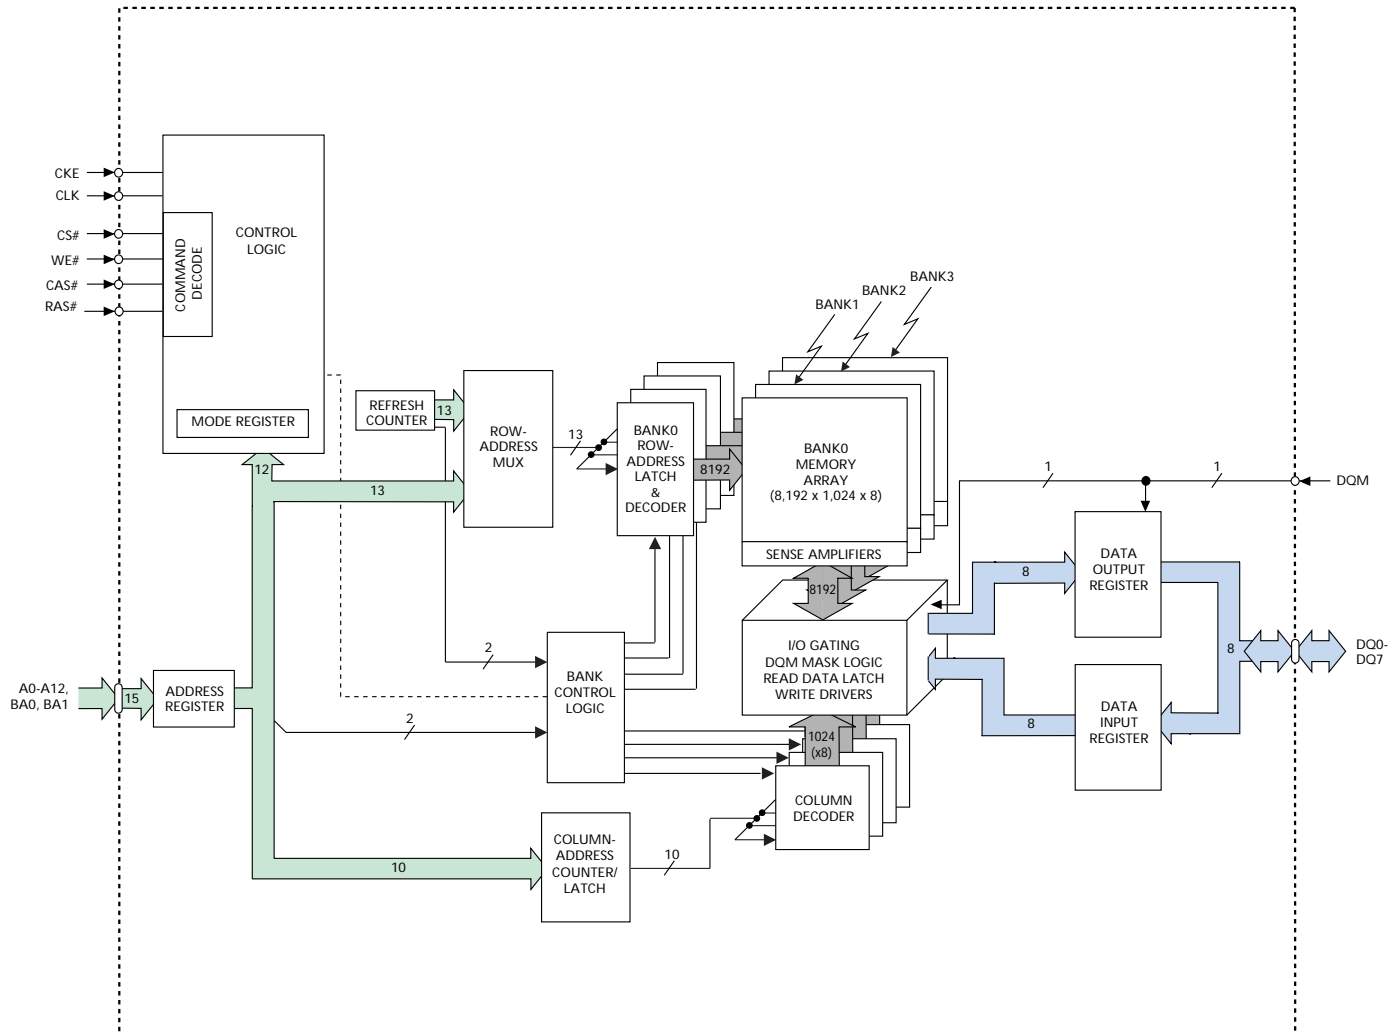 CKE
CLK
CS#
WE#
CAS#
RAS#
COMMAND
DECODE
CONTROL
LOGIC
MODE REGISTER
12
REFRESH
COUNTER
13
13
ROW-
ADDRESS
MUX
13
BANK0
ROW-
ADDRESS
LATCH
&
DECODER
8192
BANK1
BANK2
BANK3
BANK0
MEMORY
ARRAY
(8,192 x 1,024 x 8)
SENSE AMPLIFIERS
8192
I/O GATING
DQM MASK LOGIC
READ DATA LATCH
WRITE DRIVERS
1024
(x8)
COLUMN
DECODER
2
2
BANK
CONTROL
LOGIC
A0-A12,
BA0, BA1
15
ADDRESS
REGISTER
10
COLUMN-
ADDRESS
COUNTER/
LATCH
10
1
1
DQM
8
DATA
OUTPUT
REGISTER
8
DATA
INPUT
REGISTER
8
DQ0-
DQ7